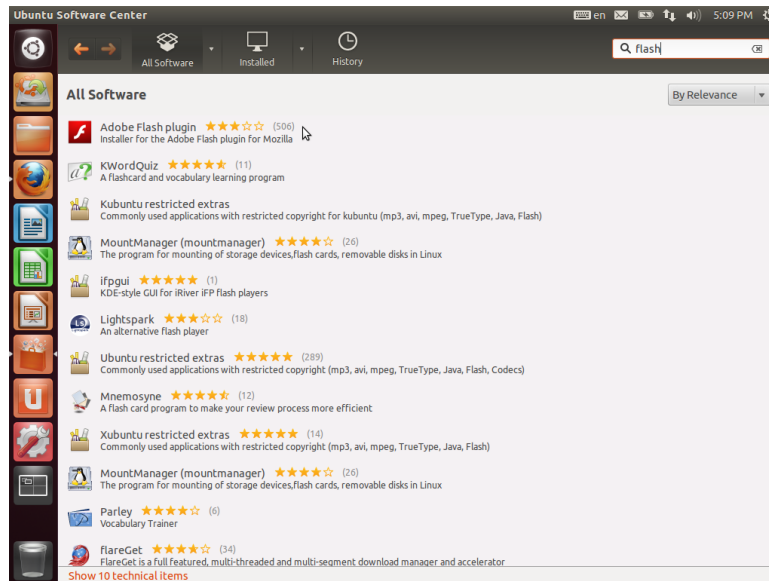 Ubuntu Software Center
en
5:09 PM
All Software
Installed
History
flash
All Software
By Relevance
Adobe Flash plugin (506)
Installer for the Adobe Flash plugin for Mozilla
KWordQuiz (11)
A flashcard and vocabulary learning program
Kubuntu restricted extras
Commonly used applications with restricted copyright for kubuntu (mp3, avi, mpeg, TrueType, Java, Flash)
MountManager (mountmanager) (26)
The program for mounting of storage devices,flash cards, removable disks in Linux
ifpgui (1)
KDE-style GUI for iRiver iFP flash players
Lightspark (18)
An alternative flash player
Ubuntu restricted extras (289)
Commonly used applications with restricted copyright (mp3, avi, mpeg, TrueType, Java, Flash, Codecs)
Mnemosyne (12)
A flash card program to make your review process more efficient
Xubuntu restricted extras (14)
Commonly used applications with restricted copyright (mp3, avi, mpeg, TrueType, Java, Flash)
MountManager (mountmanager) (26)
The program for mounting of storage devices,flash cards, removable disks in Linux
Parley (6)
Vocabulary Trainer
flareGet (34)
FlareGet is a full featured, multi-threaded and multi-segment download manager and accelerator
Show 10 technical items